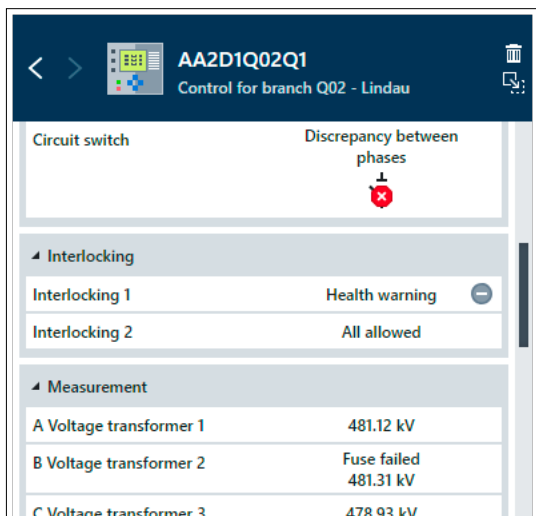 AA2D1Q02Q1
Control for branch Q02 - Lindau
Circuit switch
Discrepancy between
phases
Interlocking
Interlocking 1 Health warning
Interlocking 2 All allowed
Measurement
A Voltage transformer 1 481.12 kV
B Voltage transformer 2 Fuse failed
481.31 kV
C Voltage transformer 3 478.93 kV